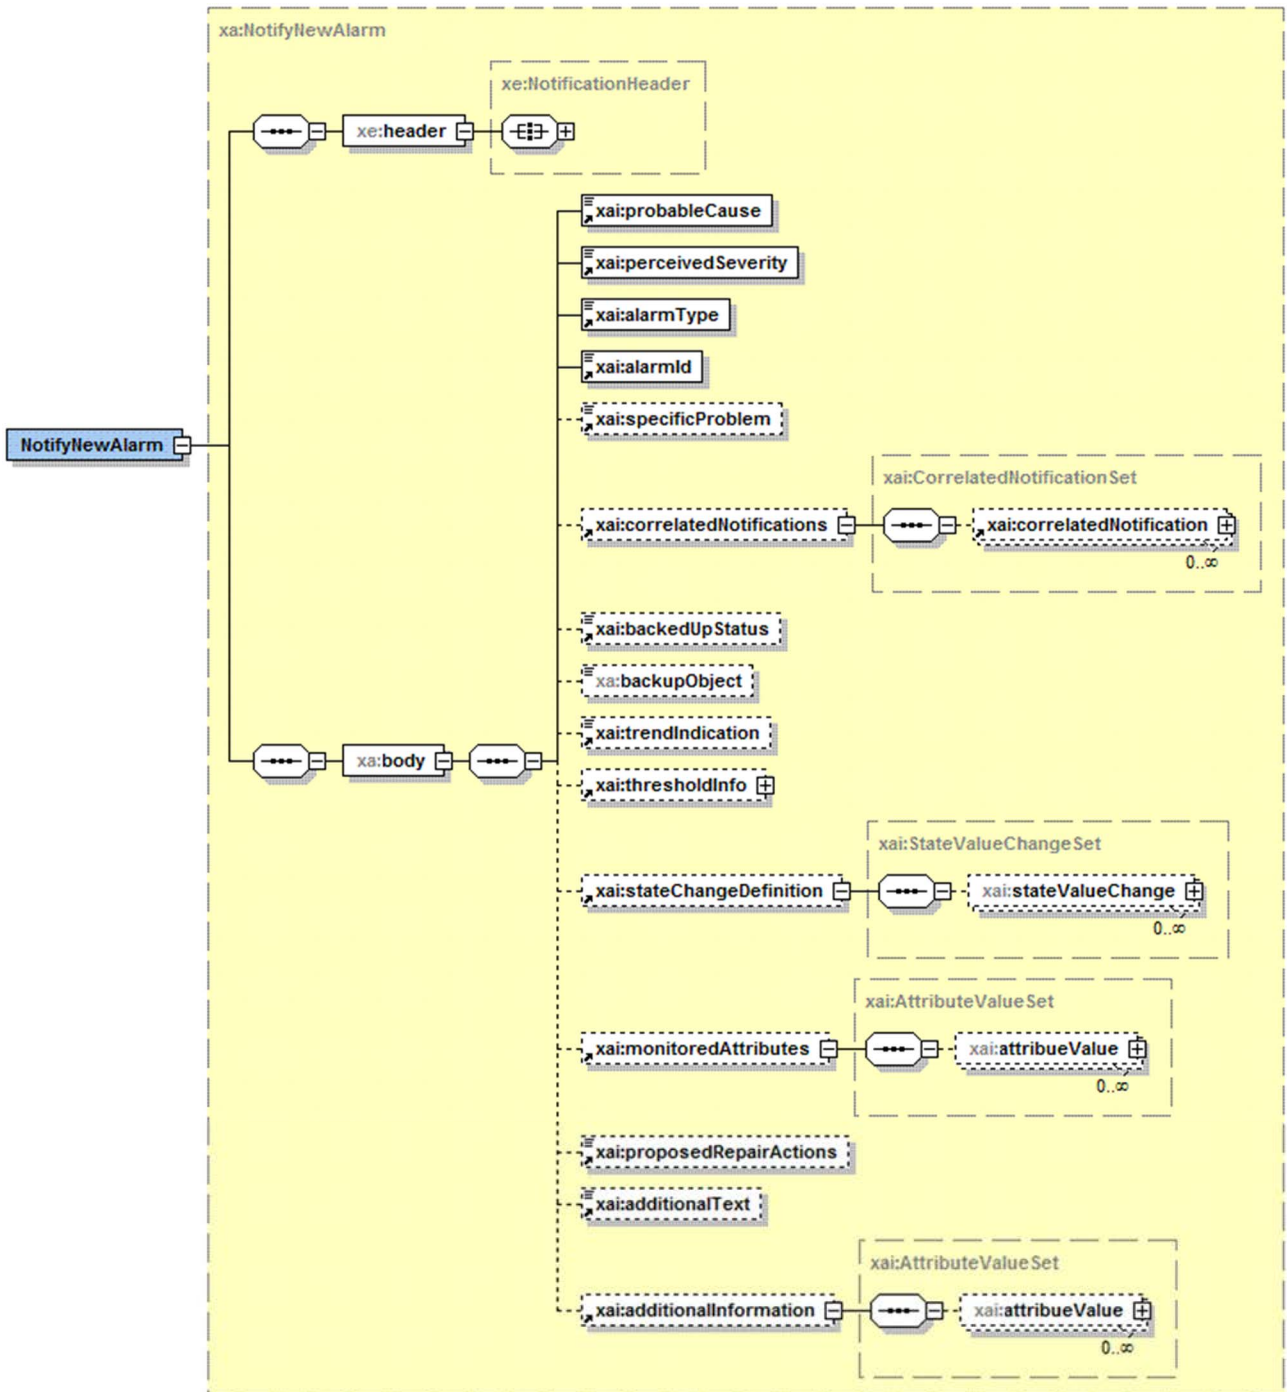 xa:NotifyNewAlarm
xe:NotificationHeader
xe:header
xai:probableCause
xai:perceivedSeverity
xai:alarmType
xai:alarmId
xai:specificProblem
NotifyNewAlarm
xai:CorrelatedNotificationSet
xai:correlatedNotifications
xai:correlatedNotification
0..∞
xai:backedUpStatus
xa:backupObject
xai:trendIndication
xa:body
xai:thresholdInfo
xai:StateValueChangeSet
xai:stateChangeDefinition
xai:stateValueChange
0..∞
xai:AttributeValueSet
xai:monitoredAttributes
xai:attribueValue
0..∞
xai:proposedRepairActions
xai:additionalText
xai:AttributeValueSet
xai:additionalInformation
xai:attribueValue
0..∞